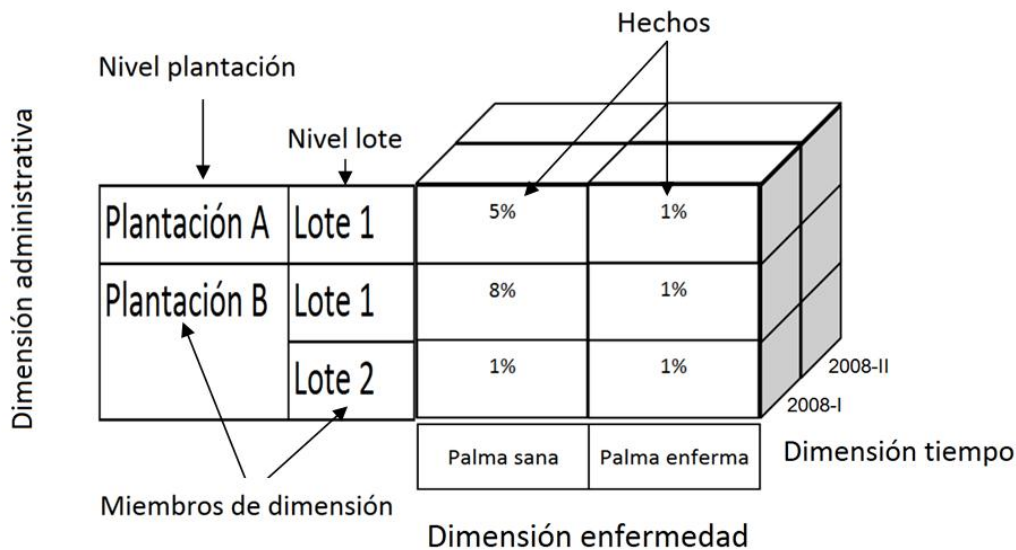 Hechos
Nivel plantación
Nivel lote
Dimensión administrativa
Plantación A Lote 1 5% 1%
Plantación B Lote 1 8% 1%
Lote 2 1% 1%
2008-II
2008-I
Palma sana Palma enferma
Dimensión tiempo
Miembros de dimensión
Dimensión enfermedad